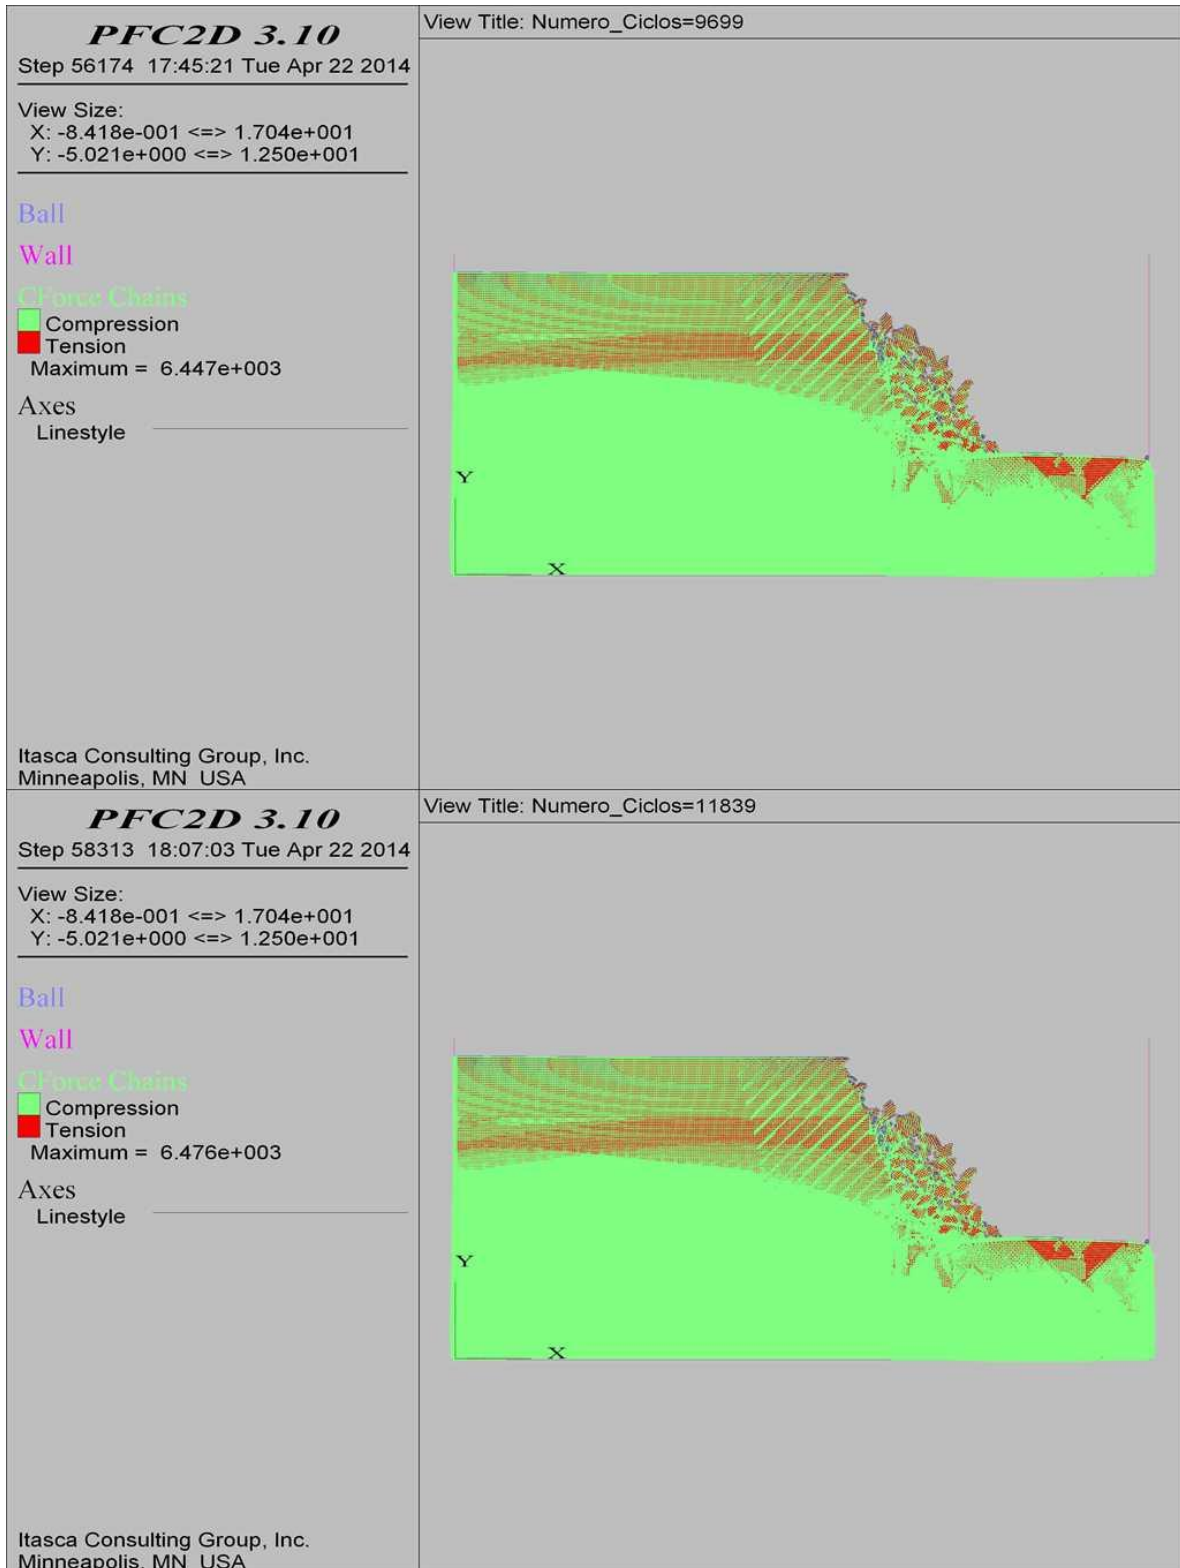 PFC2D 3.10
Step 56174  17:45:21 Tue Apr 22 2014
View Size:
X: -8.418e-001 <=> 1.704e+001
Y: -5.021e+000 <=> 1.250e+001
Ball
Wall
CForce Chains
Compression
Tension
Maximum =  6.447e+003
Axes
Linestyle
Itasca Consulting Group, Inc.
Minneapolis, MN  USA
View Title: Numero_Ciclos=9699
Y
X
PFC2D 3.10
Step 58313  18:07:03 Tue Apr 22 2014
View Size:
X: -8.418e-001 <=> 1.704e+001
Y: -5.021e+000 <=> 1.250e+001
Ball
Wall
CForce Chains
Compression
Tension
Maximum =  6.476e+003
Axes
Linestyle
Itasca Consulting Group, Inc.
Minneapolis, MN  USA
View Title: Numero_Ciclos=11839
Y
X